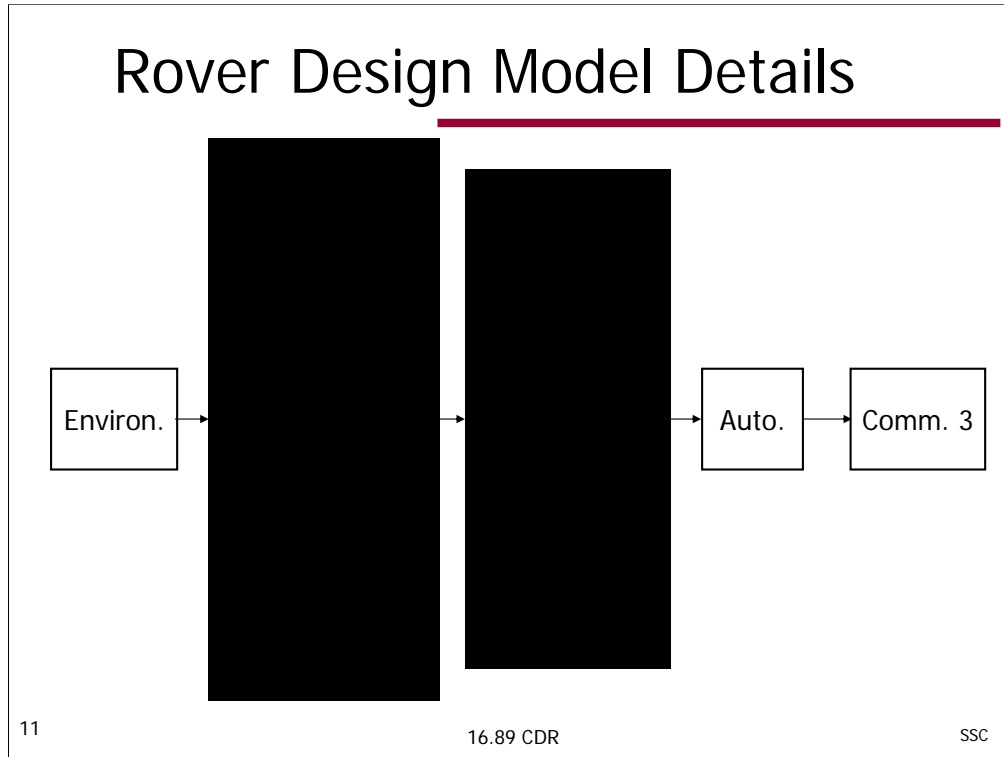 Rover Design Model Details
Environ.
Auto.
Comm. 3
11
16.89 CDR
SSC